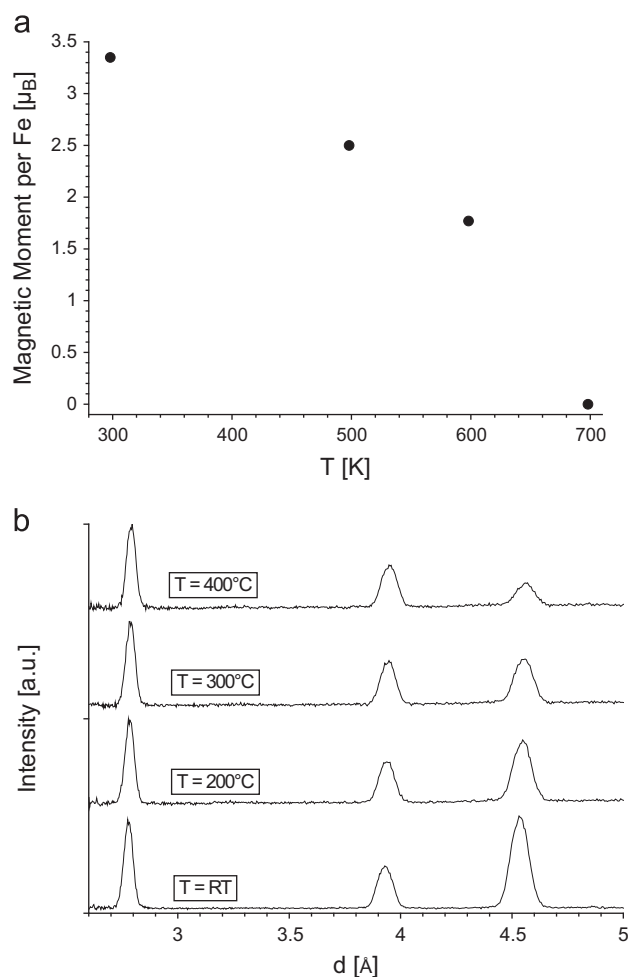 a
Magnetic Moment per Fe [μB]
3.5
3
2.5
2
1.5
1
0.5
0
300 400 500 600 700
T [K]
b
Intensity [a.u.]
T = 400°C
T = 300°C
T = 200°C
T = RT
3 3.5 4 4.5 5
d [Å]